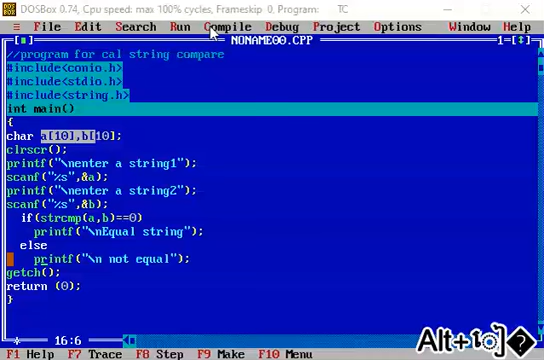 DOSBox 0.74, Cpu speed: max 100% cycles, Frameskip 0, Program: TC
≡ File Edit Search Run Compile Debug Project Options Window Help
[■] NONAME00.CPP 1=[↕]
//program for cal string compare
#include<conio.h>
#include<stdio.h>
#include<string.h>
int main()
{
char a[10],b[10];
clrscr();
printf("\nenter a string1");
scanf("%s",&a);
printf("\nenter a string2");
scanf("%s",&b);
if(strcmp(a,b)==0)
printf("\nEqual string");
else
printf("\n not equal");
getch();
return (0);
}
* 16:6
F1 Help F7 Trace F8 Step F9 Make F10 Menu